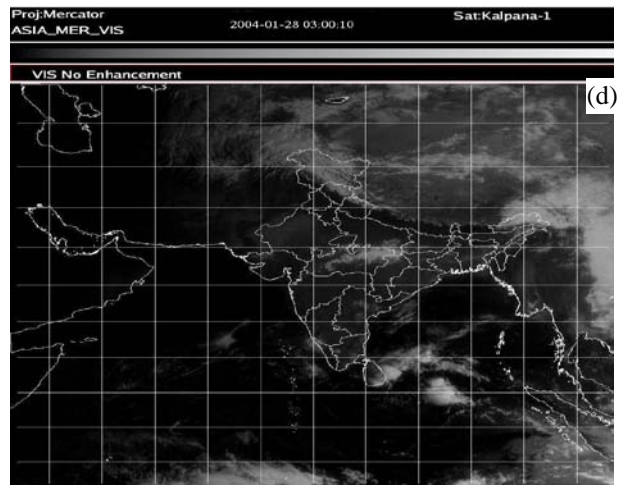 Proj:Mercator
ASIA_MER_VIS
2004-01-28 03:00:10
Sat:Kalpana-1
VIS No Enhancement
(d)